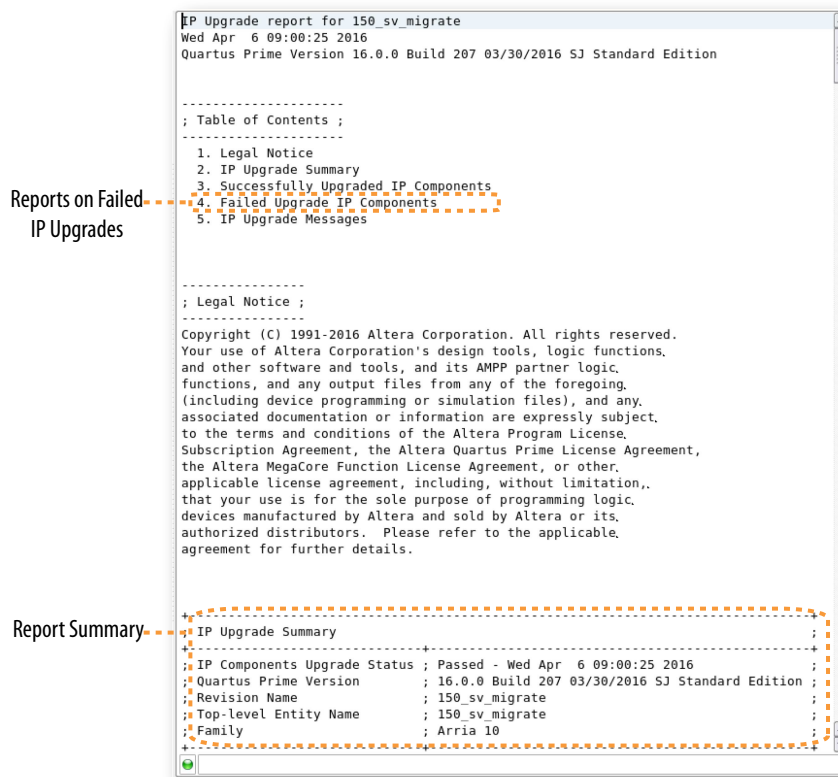 IP Upgrade report for 150_sv_migrate
Wed Apr  6 09:00:25 2016
Quartus Prime Version 16.0.0 Build 207 03/30/2016 SJ Standard Edition
---------------------
; Table of Contents ;
---------------------
  1. Legal Notice
  2. IP Upgrade Summary
  3. Successfully Upgraded IP Components
  4. Failed Upgrade IP Components
  5. IP Upgrade Messages
Reports on Failed
IP Upgrades
----------------
; Legal Notice ;
----------------
Copyright (C) 1991-2016 Altera Corporation. All rights reserved.
Your use of Altera Corporation's design tools, logic functions.
and other software and tools, and its AMPP partner logic.
functions, and any output files from any of the foregoing.
(including device programming or simulation files), and any.
associated documentation or information are expressly subject.
to the terms and conditions of the Altera Program License.
Subscription Agreement, the Altera Quartus Prime License Agreement,
the Altera MegaCore Function License Agreement, or other.
applicable license agreement, including, without limitation,.
that your use is for the sole purpose of programming logic.
devices manufactured by Altera and sold by Altera or its.
authorized distributors.  Please refer to the applicable.
agreement for further details.
Report Summary
+-------------------------------------------------------------------------------+
; IP Upgrade Summary                                                            ;
+------------------------------+------------------------------------------------+
; IP Components Upgrade Status ; Passed - Wed Apr  6 09:00:25 2016              ;
; Quartus Prime Version        ; 16.0.0 Build 207 03/30/2016 SJ Standard Edition ;
; Revision Name                ; 150_sv_migrate                                 ;
; Top-level Entity Name        ; 150_sv_migrate                                 ;
; Family                       ; Arria 10                                       ;
+------------------------------+------------------------------------------------+